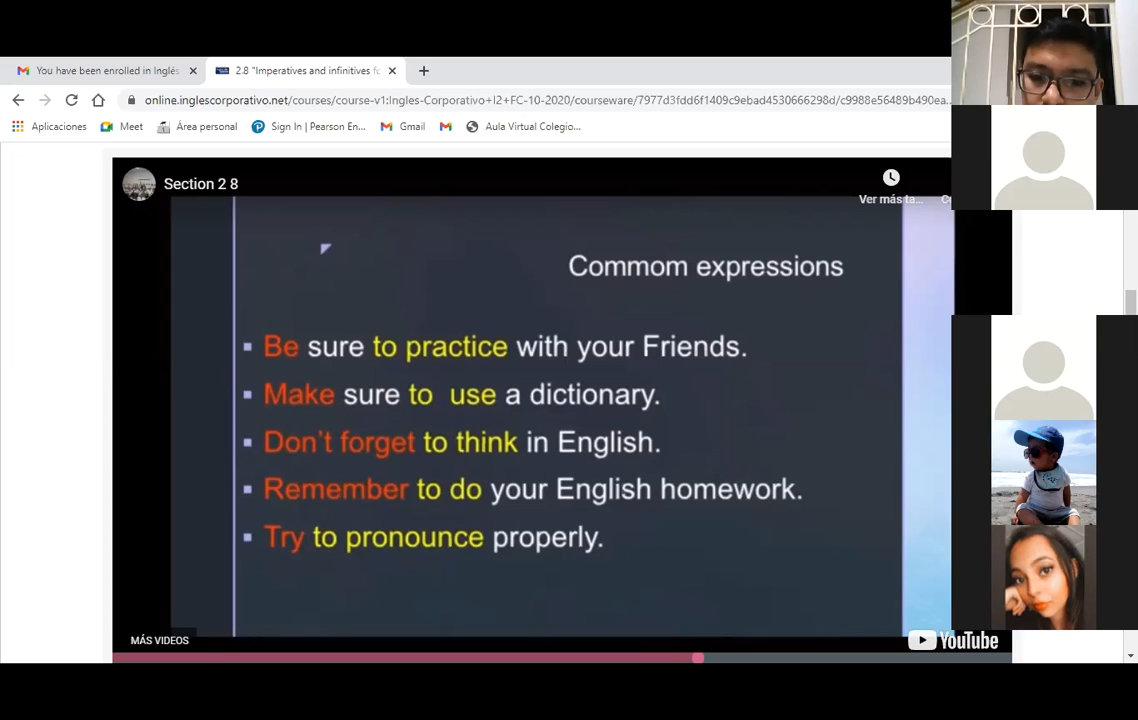 You have been enrolled in Inglés
2.8 "Imperatives and infinitives fo
online.inglescorporativo.net/courses/course-v1:Ingles-Corporativo+I2+FC-10-2020/courseware/7977d3fdd6f1409c9ebad4530666298d/c9988e56489b490ea...
Aplicaciones Meet Área personal Sign In | Pearson En... Gmail Aula Virtual Colegio...
Section 2 8
Ver más ta...
Commom expressions
Be sure to practice with your Friends.
Make sure to use a dictionary.
Don't forget to think in English.
Remember to do your English homework.
Try to pronounce properly.
MÁS VIDEOS
YouTube